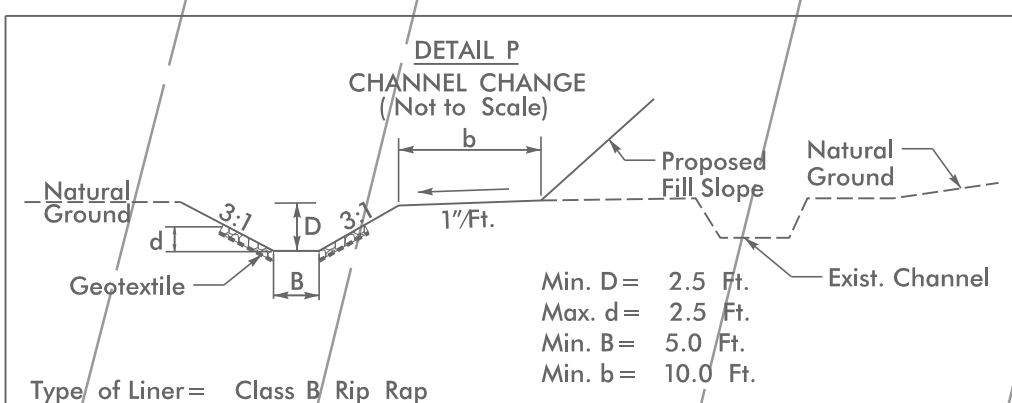 DETAIL P
CHANNEL CHANGE
( Not to Scale)
b
Natural
Ground
3:1
D
3:1
1"/Ft.
Proposed
Fill Slope
Natural
Ground
d
Geotextile
B
Exist. Channel
Min. D= 2.5 Ft.
Max. d= 2.5 Ft.
Min. B= 5.0 Ft.
Min. b= 10.0 Ft.
Type of Liner= Class B Rip Rap